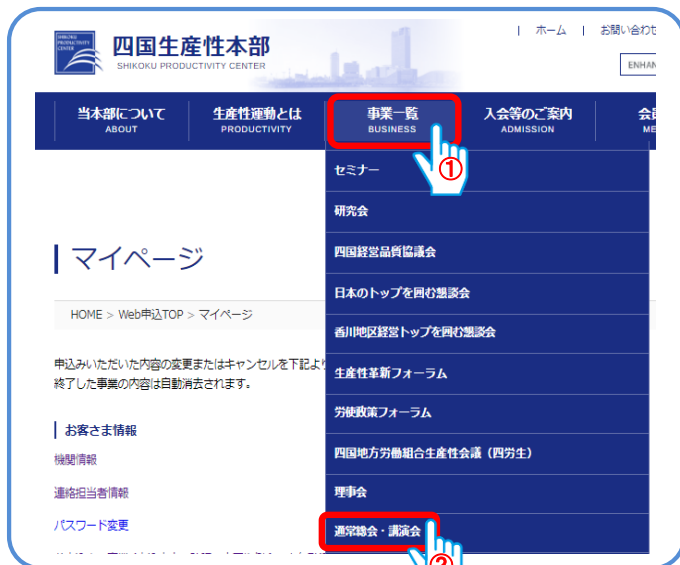 | ホーム | お問い合わせ
SHIKOKU PRODUCTIVITY CENTER
四国生産性本部
SHIKOKU PRODUCTIVITY CENTER
ENHAN
当本部について 生産性運動とは 事業一覧 入会等のご案内 会員
ABOUT PRODUCTIVITY BUSINESS ADMISSION ME
①
セミナー
研究会
四国経営品質協議会
日本のトップを囲む懇談会
香川地区経営トップを囲む懇談会
生産性革新フォーラム
労使政策フォーラム
四国地方労働組合生産性会議（四労生）
理事会
通常総会・講演会
②
マイページ
HOME > Web申込TOP > マイページ
申込みいただいた内容の変更またはキャンセルを下記より
終了した事業の内容は自動消去されます。
お客さま情報
機関情報
連絡担当者情報
パスワード変更